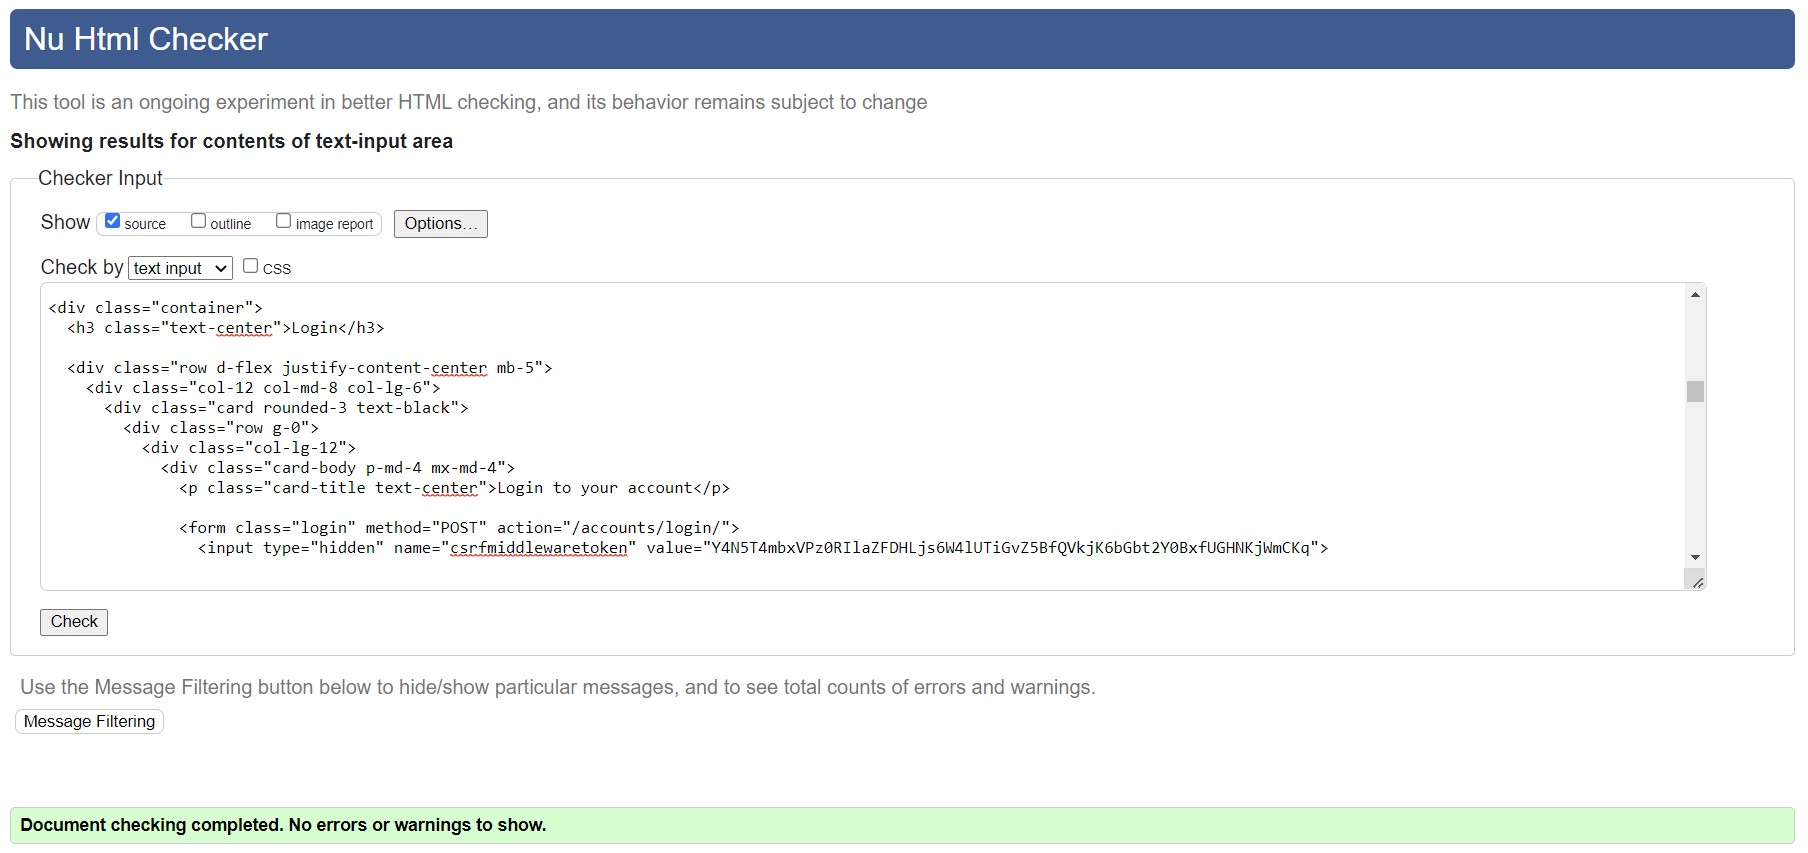 Nu Html Checker
This tool is an ongoing experiment in better HTML checking, and its behavior remains subject to change
Showing results for contents of text-input area
Checker Input
Show source outline image report Options...
Check by text input CSS
<div class="container">
<h3 class="text-center">Login</h3>
<div class="row d-flex justify-content-center mb-5">
<div class="col-12 col-md-8 col-lg-6">
<div class="card rounded-3 text-black">
<div class="row g-0">
<div class="col-lg-12">
<div class="card-body p-md-4 mx-md-4">
<p class="card-title text-center">Login to your account</p>
<form class="login" method="POST" action="/accounts/login/">
<input type="hidden" name="csrfmiddlewaretoken" value="Y4N5T4mbxVPz0RIlaZFDHLjs6W4lUTiGvZ5BfQVkjK6bGbt2Y0BxfUGHNKjWmCKq">
Check
Use the Message Filtering button below to hide/show particular messages, and to see total counts of errors and warnings.
Message Filtering
Document checking completed. No errors or warnings to show.